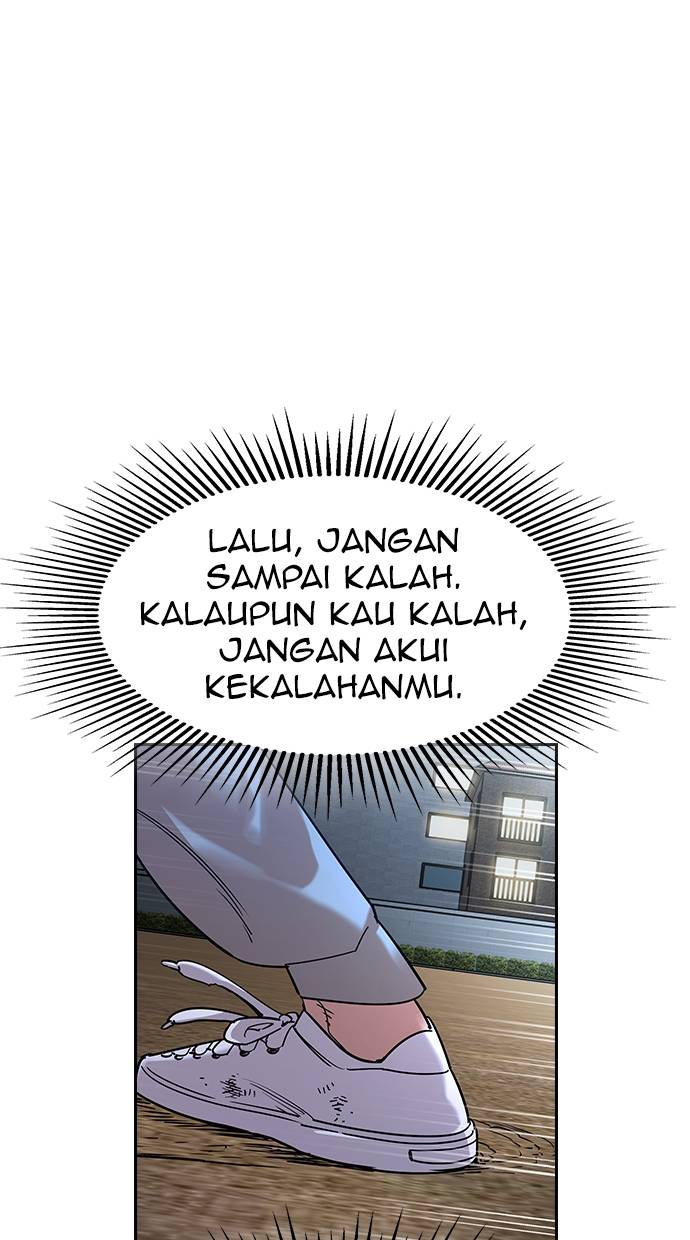 LALU, JANGAN
SAMPAI KALAH.
KALAUPUN KAU KALAH,
JANGAN AKUI
KEKALAHANMU.